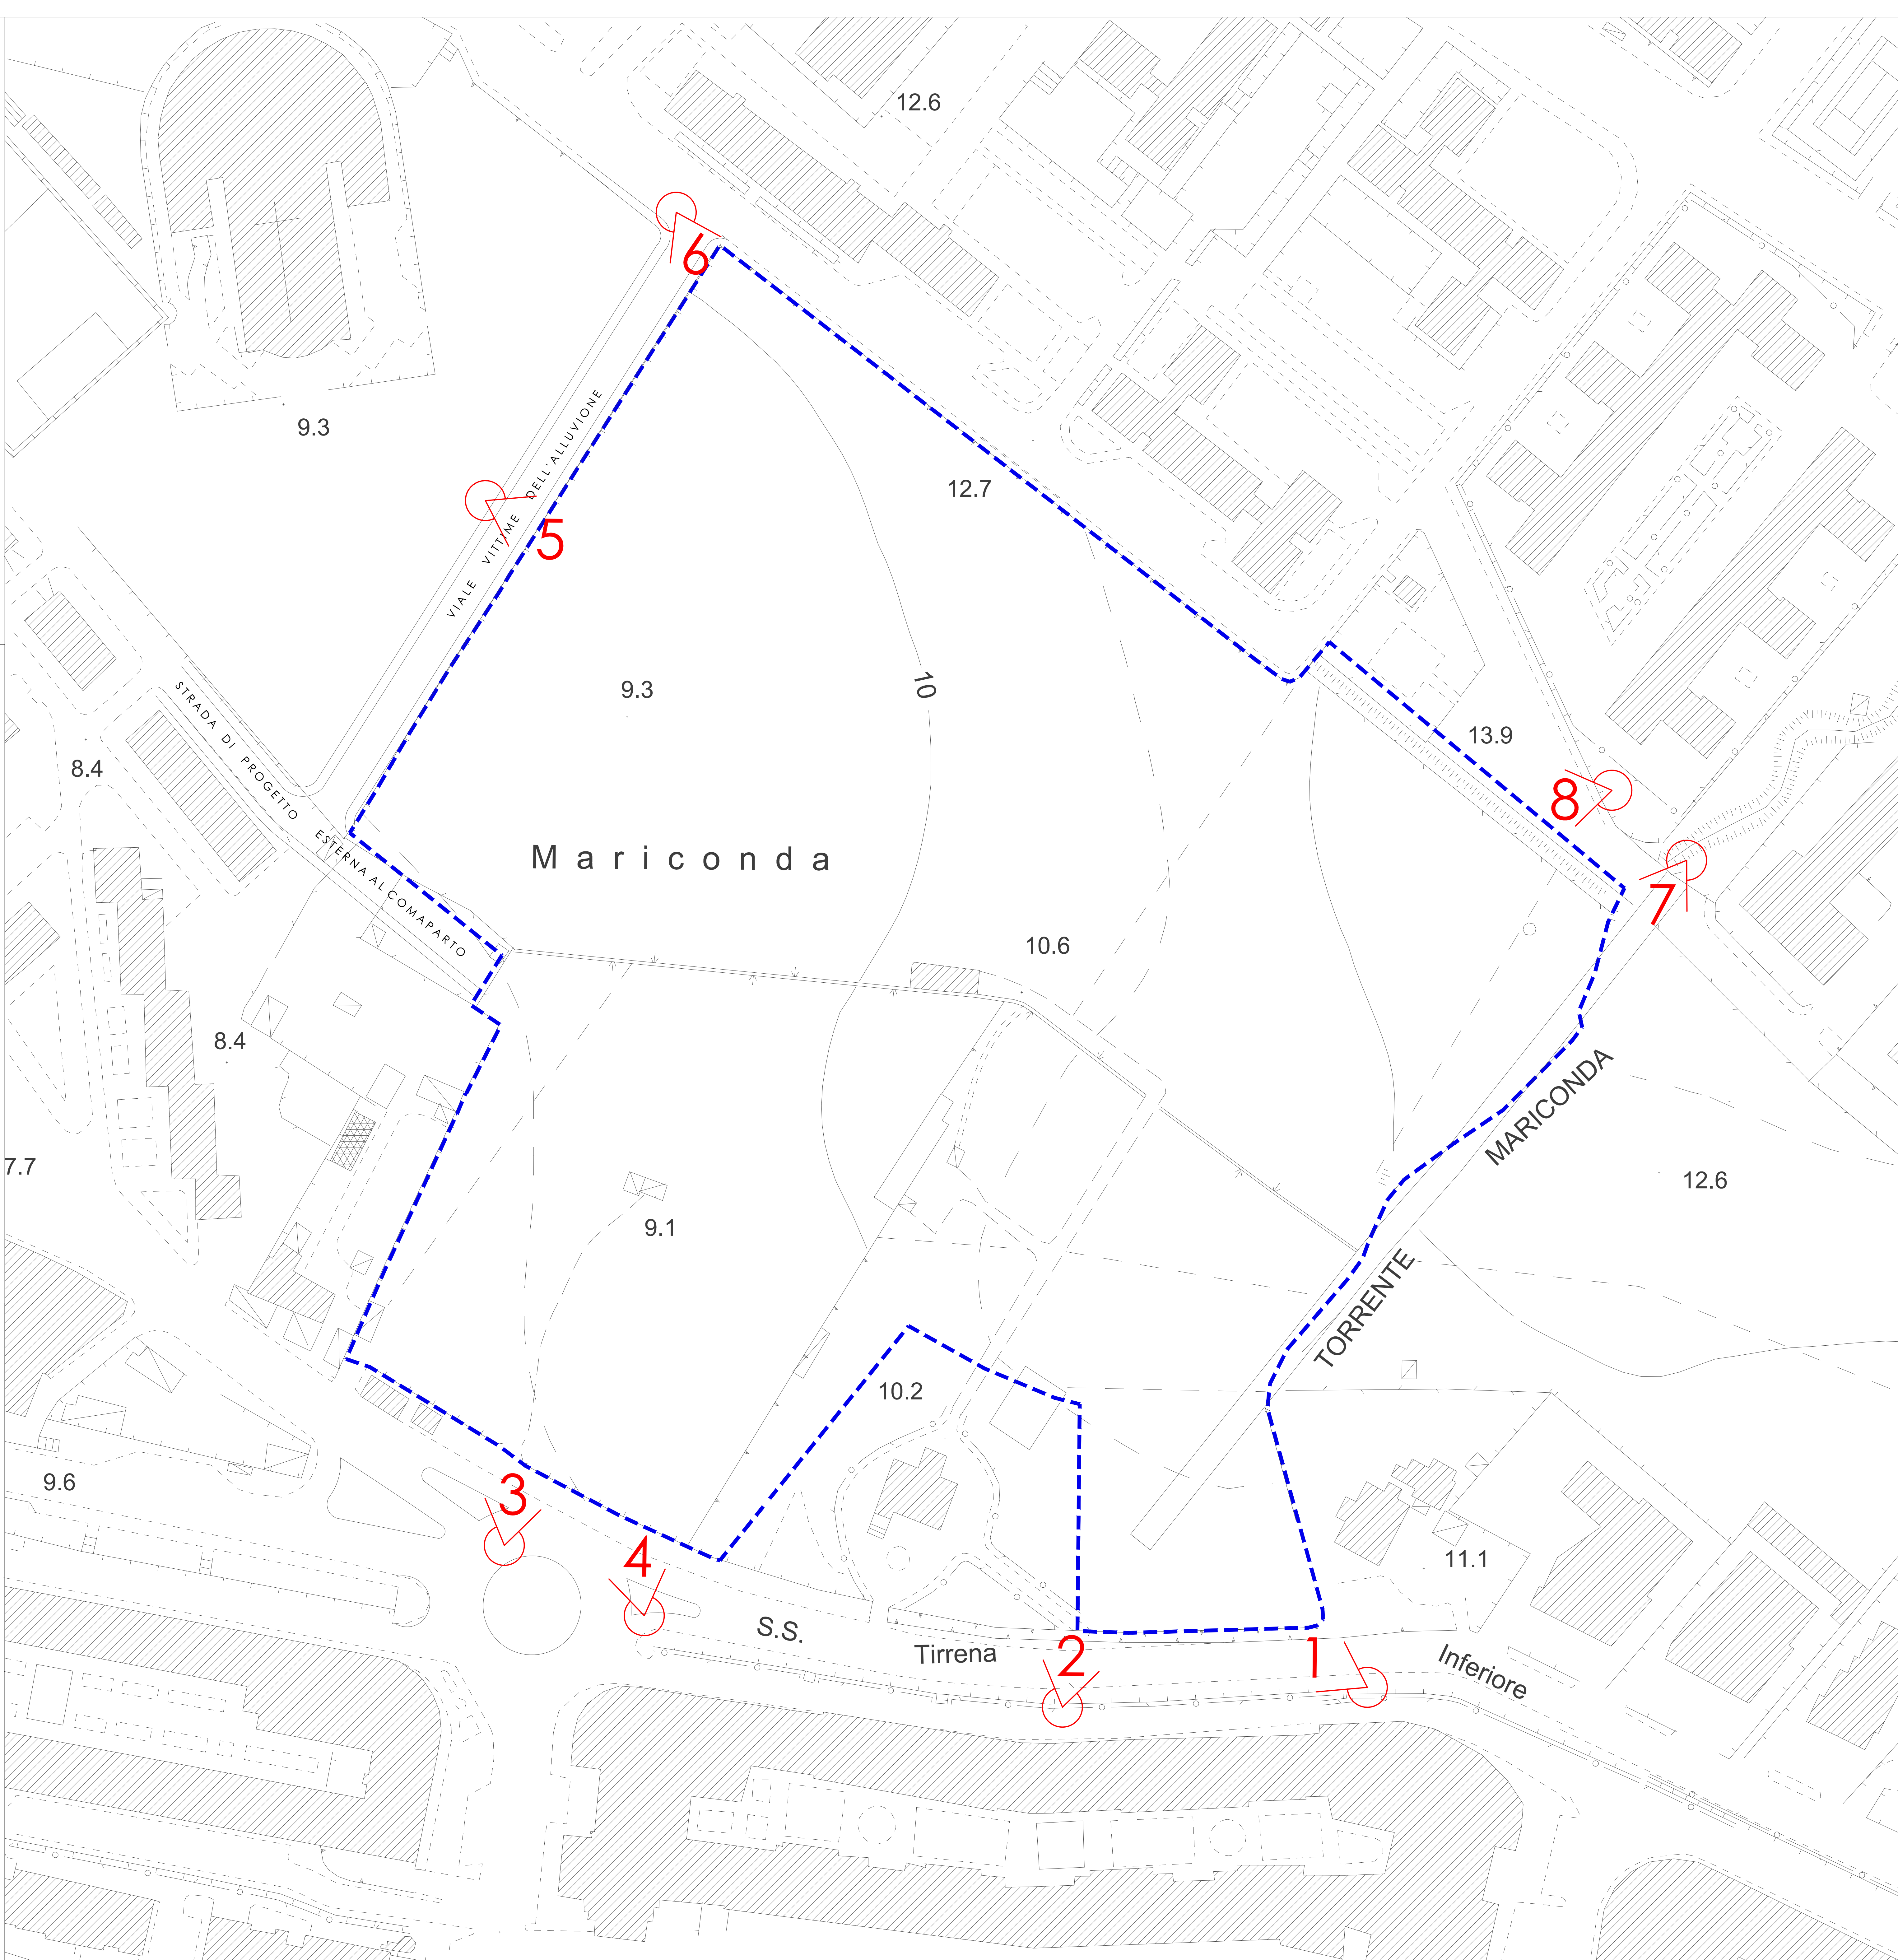 12.6
6
9.3
VIALE VITTIME DELL'ALLUVIONE
12.7
5
9.3
10
STRADA DI PROGETTO ESTERNA AL COMAPARTO
13.9
8.4
8
Mariconda
7
10.6
8.4
MARICONDA
7.7
12.6
9.1
TORRENTE
10.2
9.6
3
4
11.1
S.S.
Tirrena
2
1
Inferiore